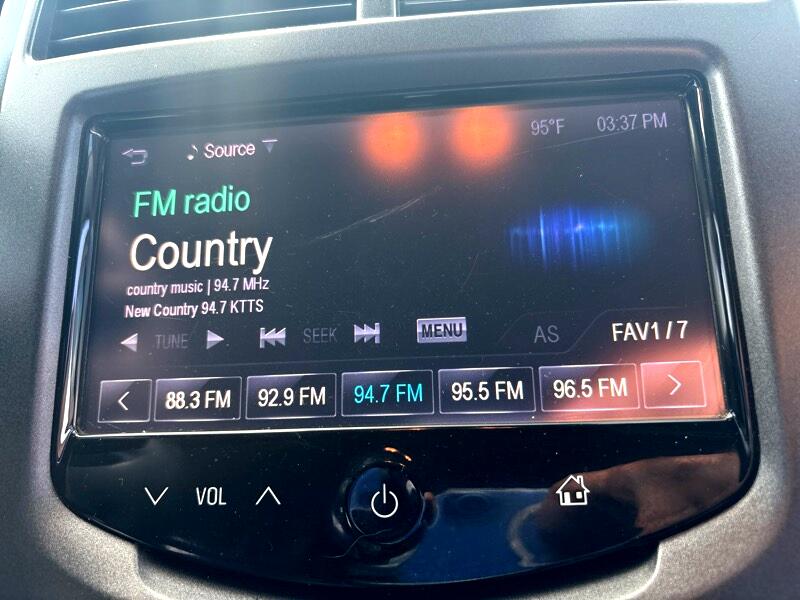 Source 95°F 03:37 PM
FM radio
Country
country music | 94.7 MHz
New Country 94.7 KTTS
TUNE SEEK MENU AS FAV1 / 7
88.3 FM 92.9 FM 94.7 FM 95.5 FM 96.5 FM
VOL